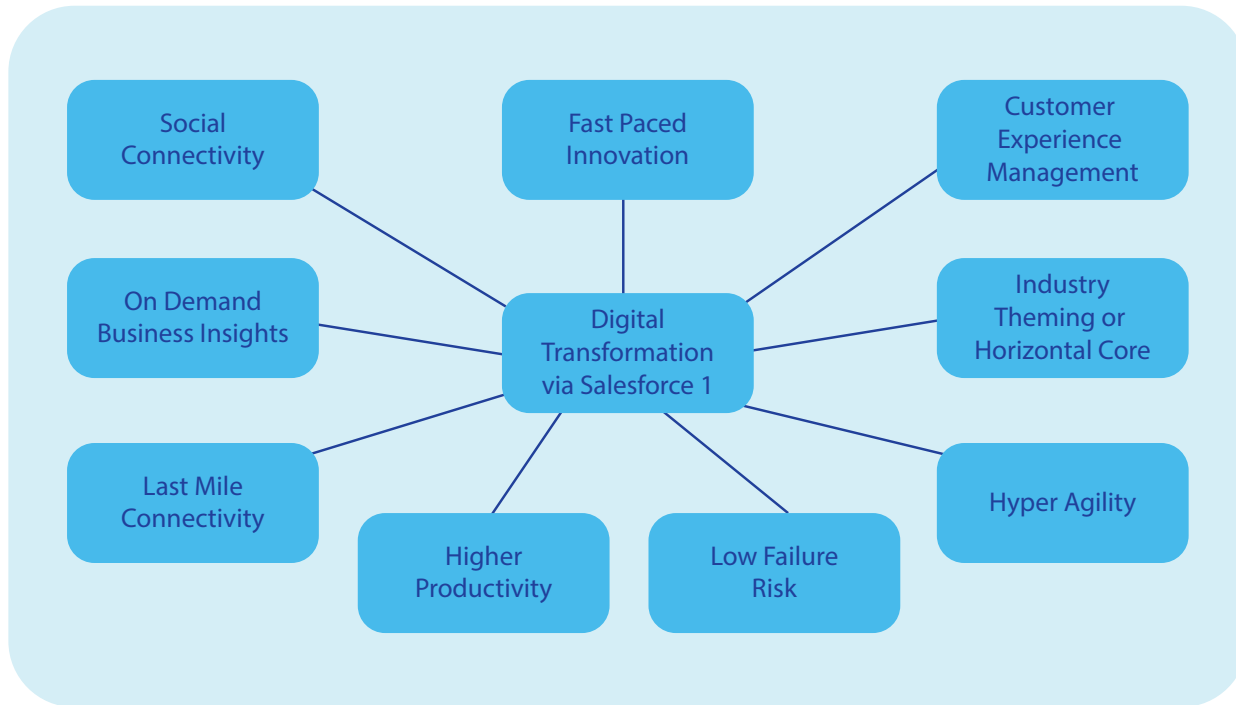 Social
Connectivity
Fast Paced
Innovation
Customer
Experience
Management
On Demand
Business Insights
Digital
Transformation
via Salesforce 1
Industry
Theming or
Horizontal Core
Last Mile
Connectivity
Hyper Agility
Higher
Productivity
Low Failure
Risk